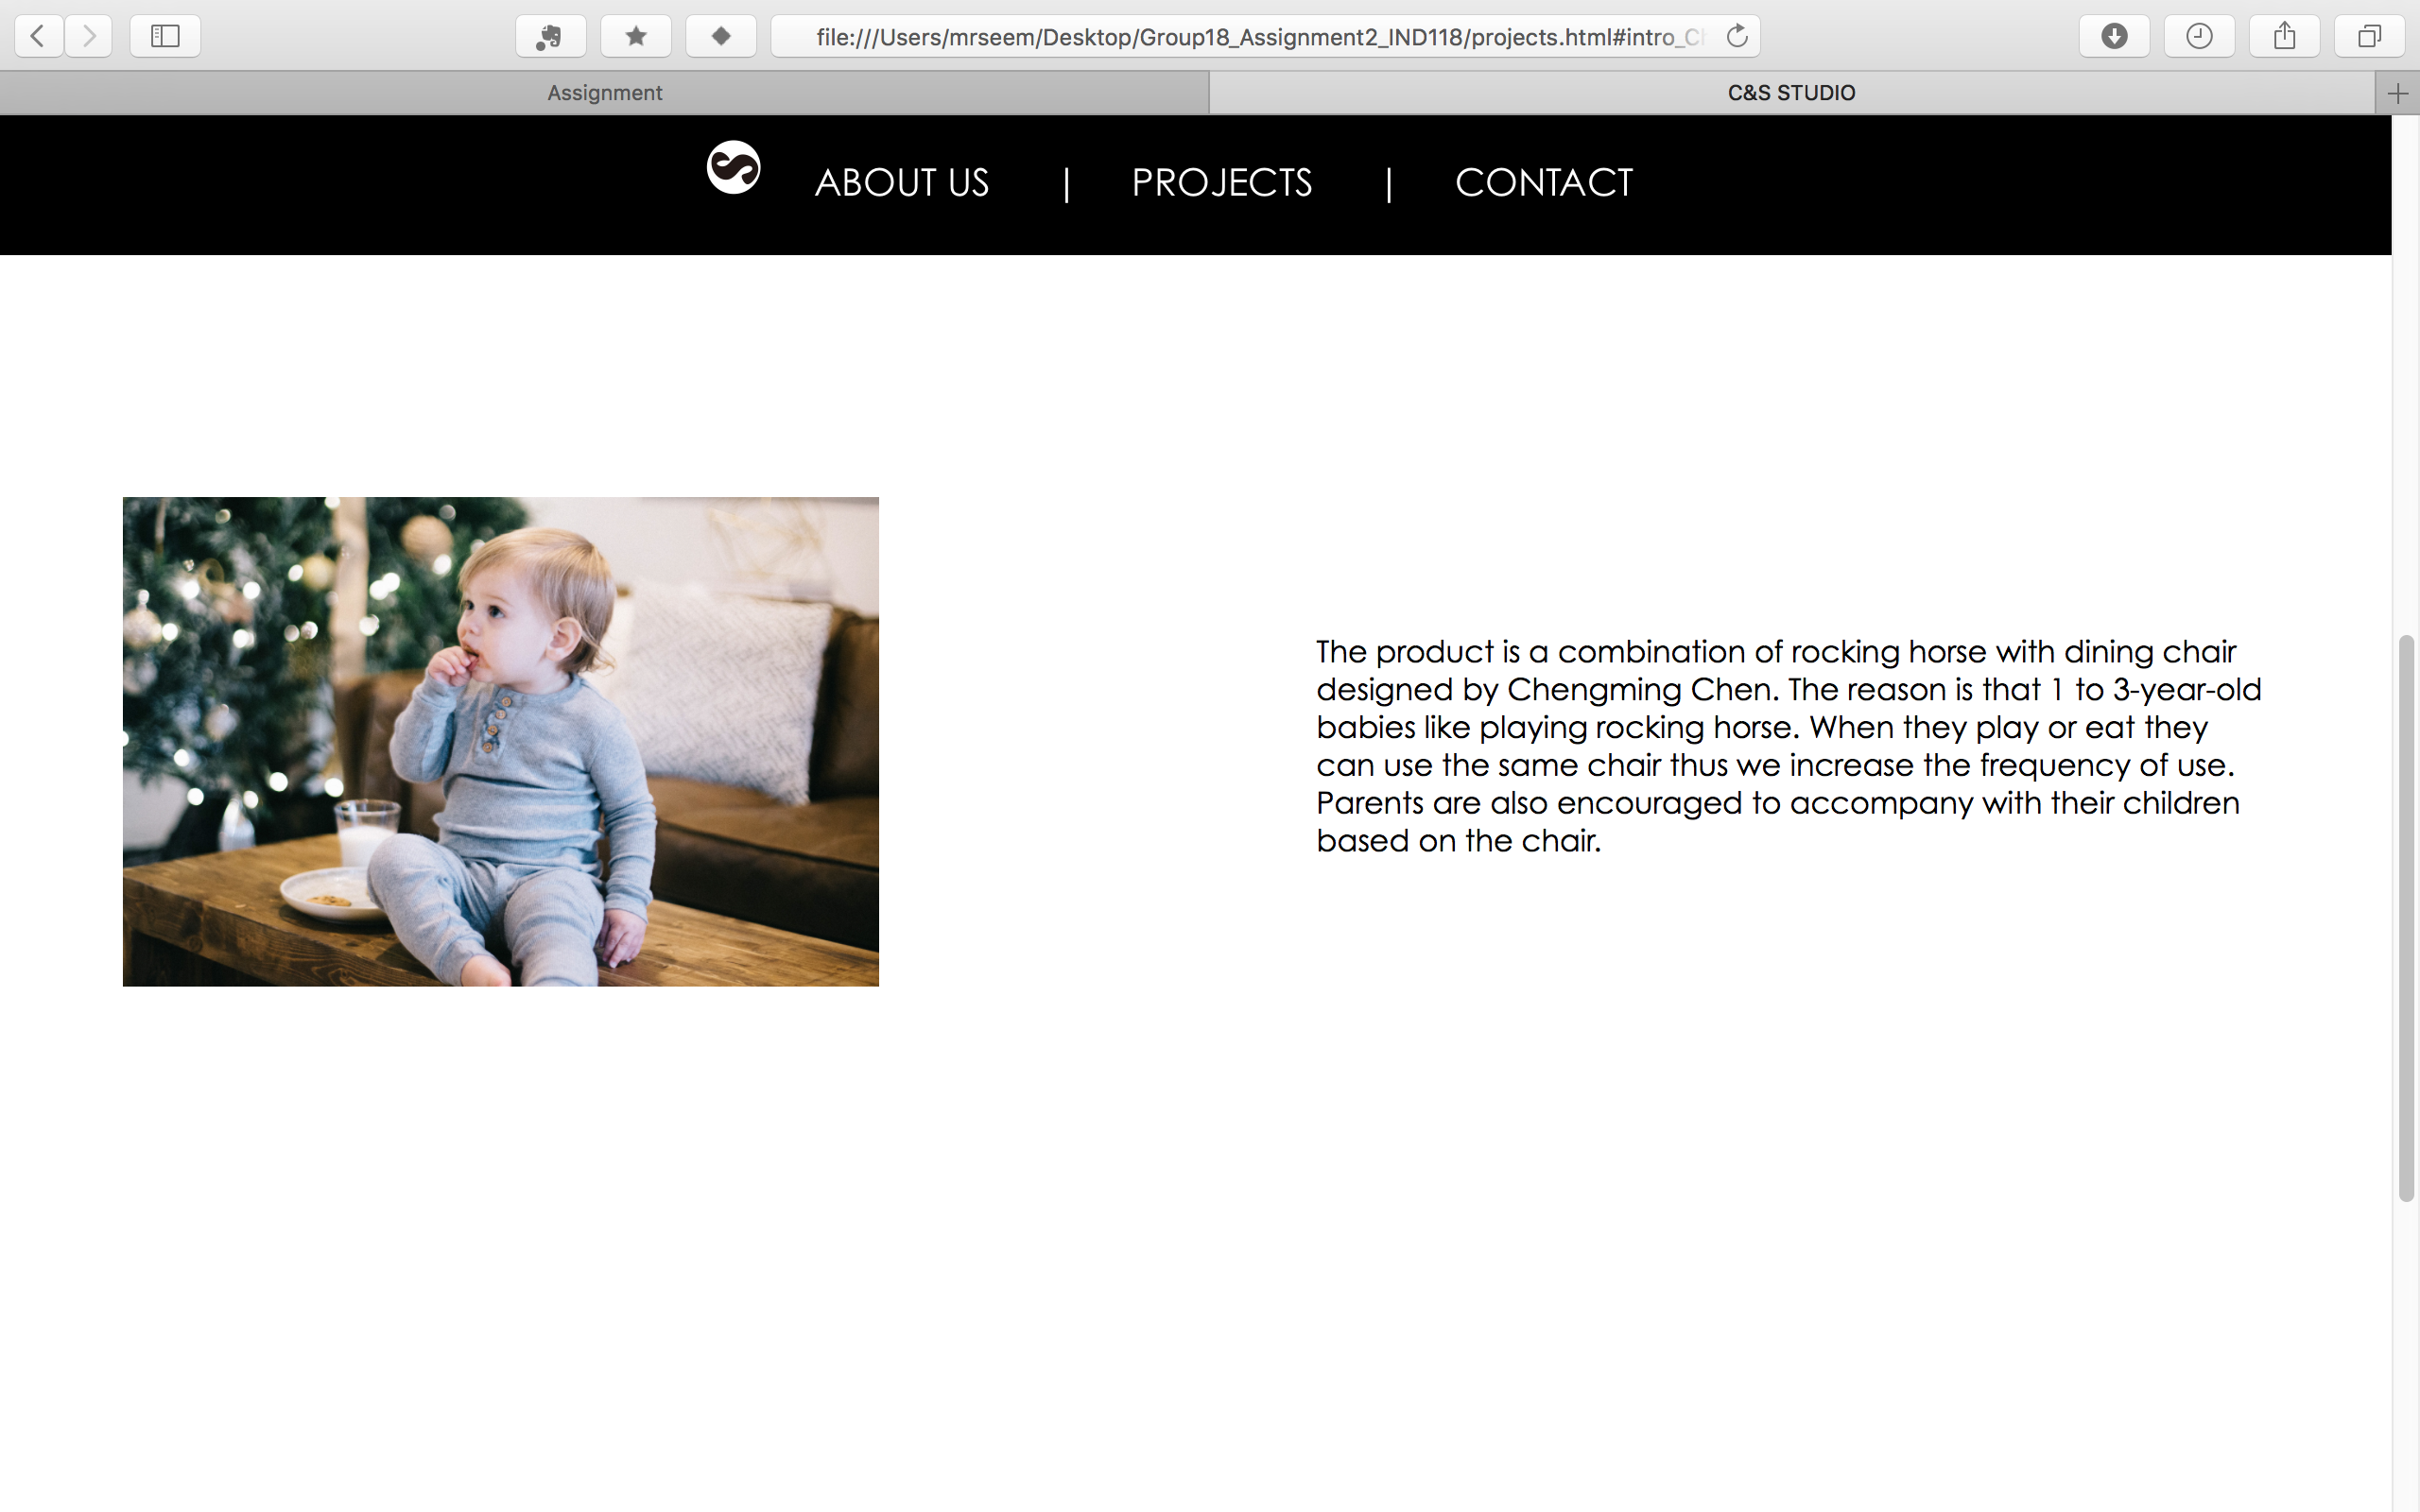 file:///Users/mrseem/Desktop/Group18_Assignment2_IND118/projects.html#intro_C
Assignment
C&S STUDIO
ABOUT US | PROJECTS | CONTACT
The product is a combination of rocking horse with dining chair
designed by Chengming Chen. The reason is that 1 to 3-year-old
babies like playing rocking horse. When they play or eat they
can use the same chair thus we increase the frequency of use.
Parents are also encouraged to accompany with their children
based on the chair.